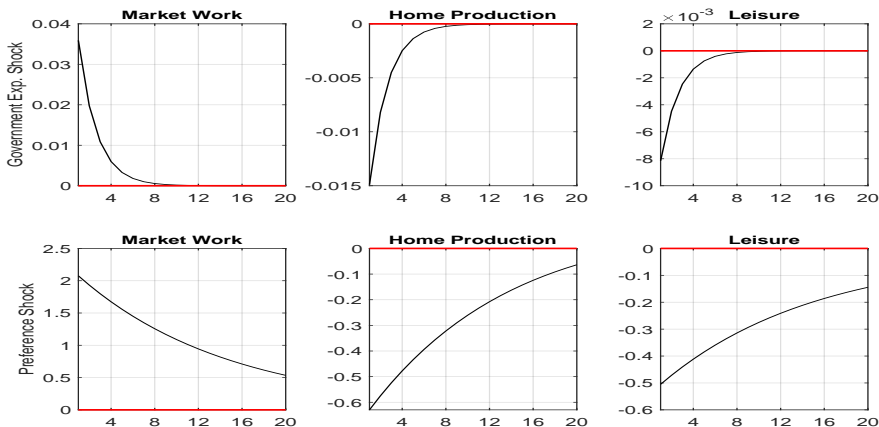 Market Work
Home Production
Leisure
Government Exp. Shock
0.04
0.03
0.02
0.01
0
4 8 12 16 20
0
-0.005
-0.01
-0.015
4 8 12 16 20
×10⁻³
2
0
-2
-4
-6
-8
-10
4 8 12 16 20
Market Work
Home Production
Leisure
Preference Shock
2.5
2
1.5
1
0.5
0
4 8 12 16 20
0
-0.1
-0.2
-0.3
-0.4
-0.5
-0.6
4 8 12 16 20
0
-0.1
-0.2
-0.3
-0.4
-0.5
-0.6
4 8 12 16 20